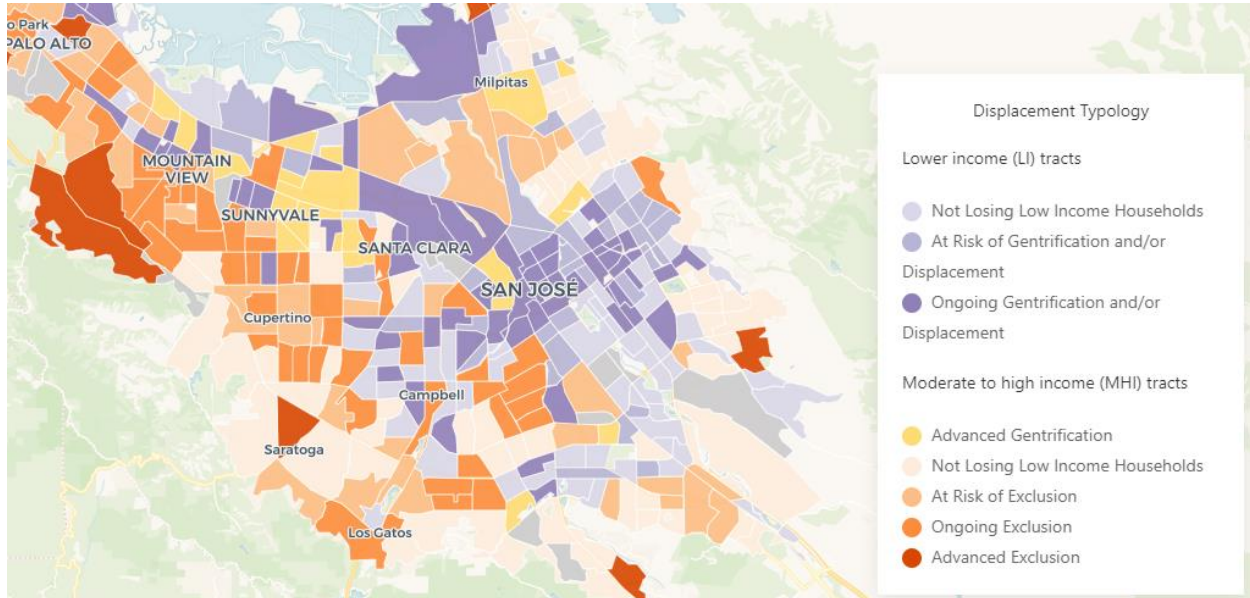 o Park
PALO ALTO
Milpitas
MOUNTAIN
VIEW
SUNNYVALE
SANTA CLARA
SAN JOSÉ
Cupertino
Campbell
Saratoga
Los Gatos
Displacement Typology
Lower income (LI) tracts
Not Losing Low Income Households
At Risk of Gentrification and/or
Displacement
Ongoing Gentrification and/or
Displacement
Moderate to high income (MHI) tracts
Advanced Gentrification
Not Losing Low Income Households
At Risk of Exclusion
Ongoing Exclusion
Advanced Exclusion